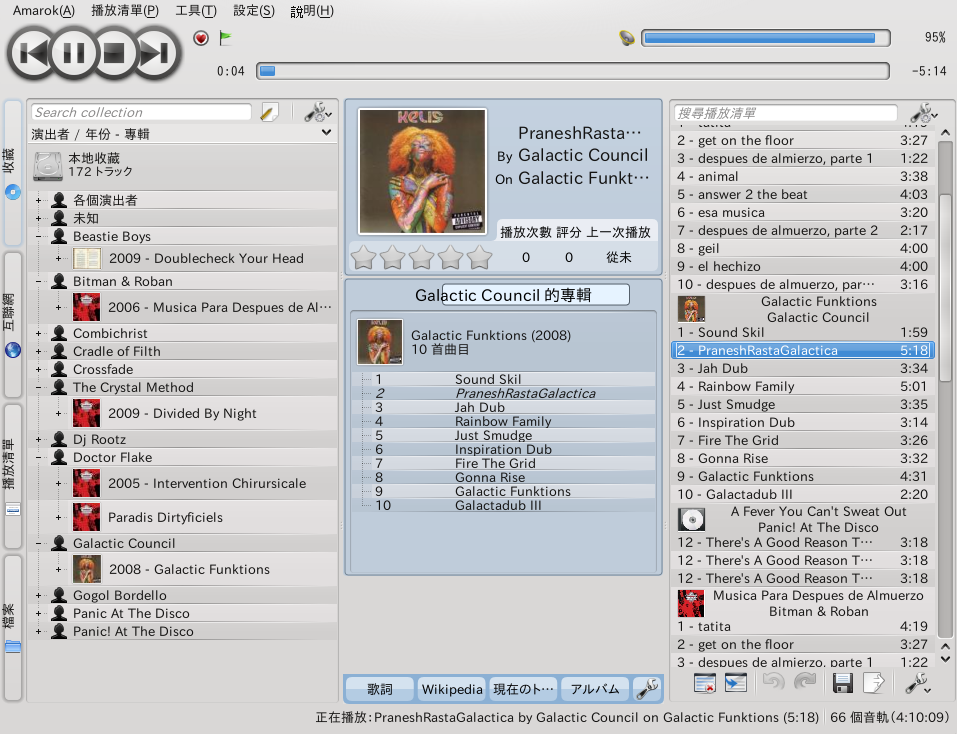 Amarok(A) 播放清單(P) 工具(T) 設定(S) 說明(H)
95%
0:04
-5:14
收藏
互聯網
播放清單
檔案
Search collection
演出者 / 年份 - 專輯
本地收藏
172 トラック
各個演出者
未知
Beastie Boys
2009 - Doublecheck Your Head
Bitman & Roban
2006 - Musica Para Despues de Al···
Combichrist
Cradle of Filth
Crossfade
The Crystal Method
2009 - Divided By Night
Dj Rootz
Doctor Flake
2005 - Intervention Chirursicale
Paradis Dirtyficiels
Galactic Council
2008 - Galactic Funktions
Gogol Bordello
Panic At The Disco
Panic! At The Disco
KELIS
PARENTAL
ADVISORY
PraneshRasta···
By Galactic Council
On Galactic Funkt···
播放次數 評分 上一次播放
0 0 從未
Galactic Council 的專輯
Galactic Funktions (2008)
10 首曲目
1 Sound Skil
2 PraneshRastaGalactica
3 Jah Dub
4 Rainbow Family
5 Just Smudge
6 Inspiration Dub
7 Fire The Grid
8 Gonna Rise
9 Galactic Funktions
10 Galactadub III
歌詞 Wikipedia 現在のト··· アルバム
搜尋播放清單
1 - tatita 4:19
2 - get on the floor 3:27
3 - despues de almierzo, parte 1 1:22
4 - animal 3:38
5 - answer 2 the beat 4:03
6 - esa musica 3:20
7 - despues de almuerzo, parte 2 2:17
8 - geil 4:00
9 - el hechizo 4:00
10 - despues de almuerzo, par··· 3:16
Galactic Funktions
Galactic Council
1 - Sound Skil 1:59
2 - PraneshRastaGalactica 5:18
3 - Jah Dub 3:34
4 - Rainbow Family 5:01
5 - Just Smudge 3:35
6 - Inspiration Dub 3:14
7 - Fire The Grid 3:26
8 - Gonna Rise 3:32
9 - Galactic Funktions 4:31
10 - Galactadub III 2:20
A Fever You Can't Sweat Out
Panic! At The Disco
12 - There's A Good Reason T··· 3:18
12 - There's A Good Reason T··· 3:18
12 - There's A Good Reason T··· 3:18
Musica Para Despues de Almuerzo
Bitman & Roban
1 - tatita 4:19
2 - get on the floor 3:27
3 - despues de almierzo, parte 1 1:22
正在播放：PraneshRastaGalactica by Galactic Council on Galactic Funktions (5:18) 66 個音軌(4:10:09)